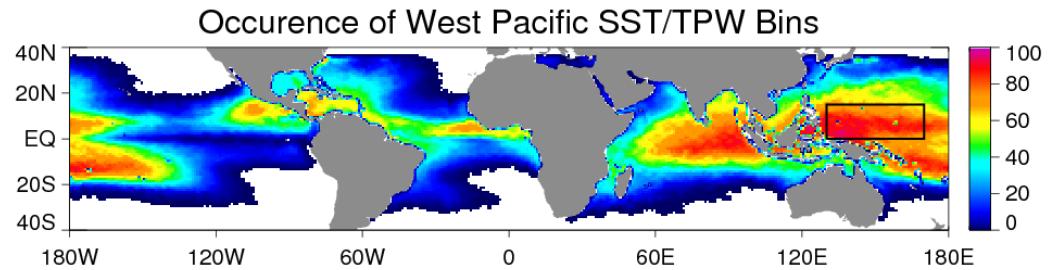 Occurence of West Pacific SST/TPW Bins
40N
20N
EQ
20S
40S
180W 120W 60W 0 60E 120E 180E
100
80
60
40
20
0